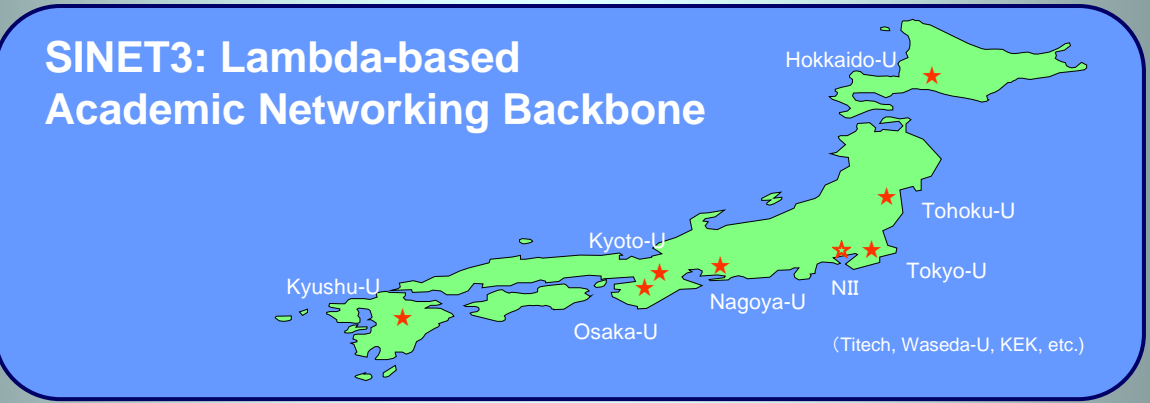 SINET3: Lambda-based
Academic Networking Backbone
Hokkaido-U
Tohoku-U
Kyoto-U
Tokyo-U
Kyushu-U
NII
Nagoya-U
Osaka-U
（Titech, Waseda-U, KEK, etc.)